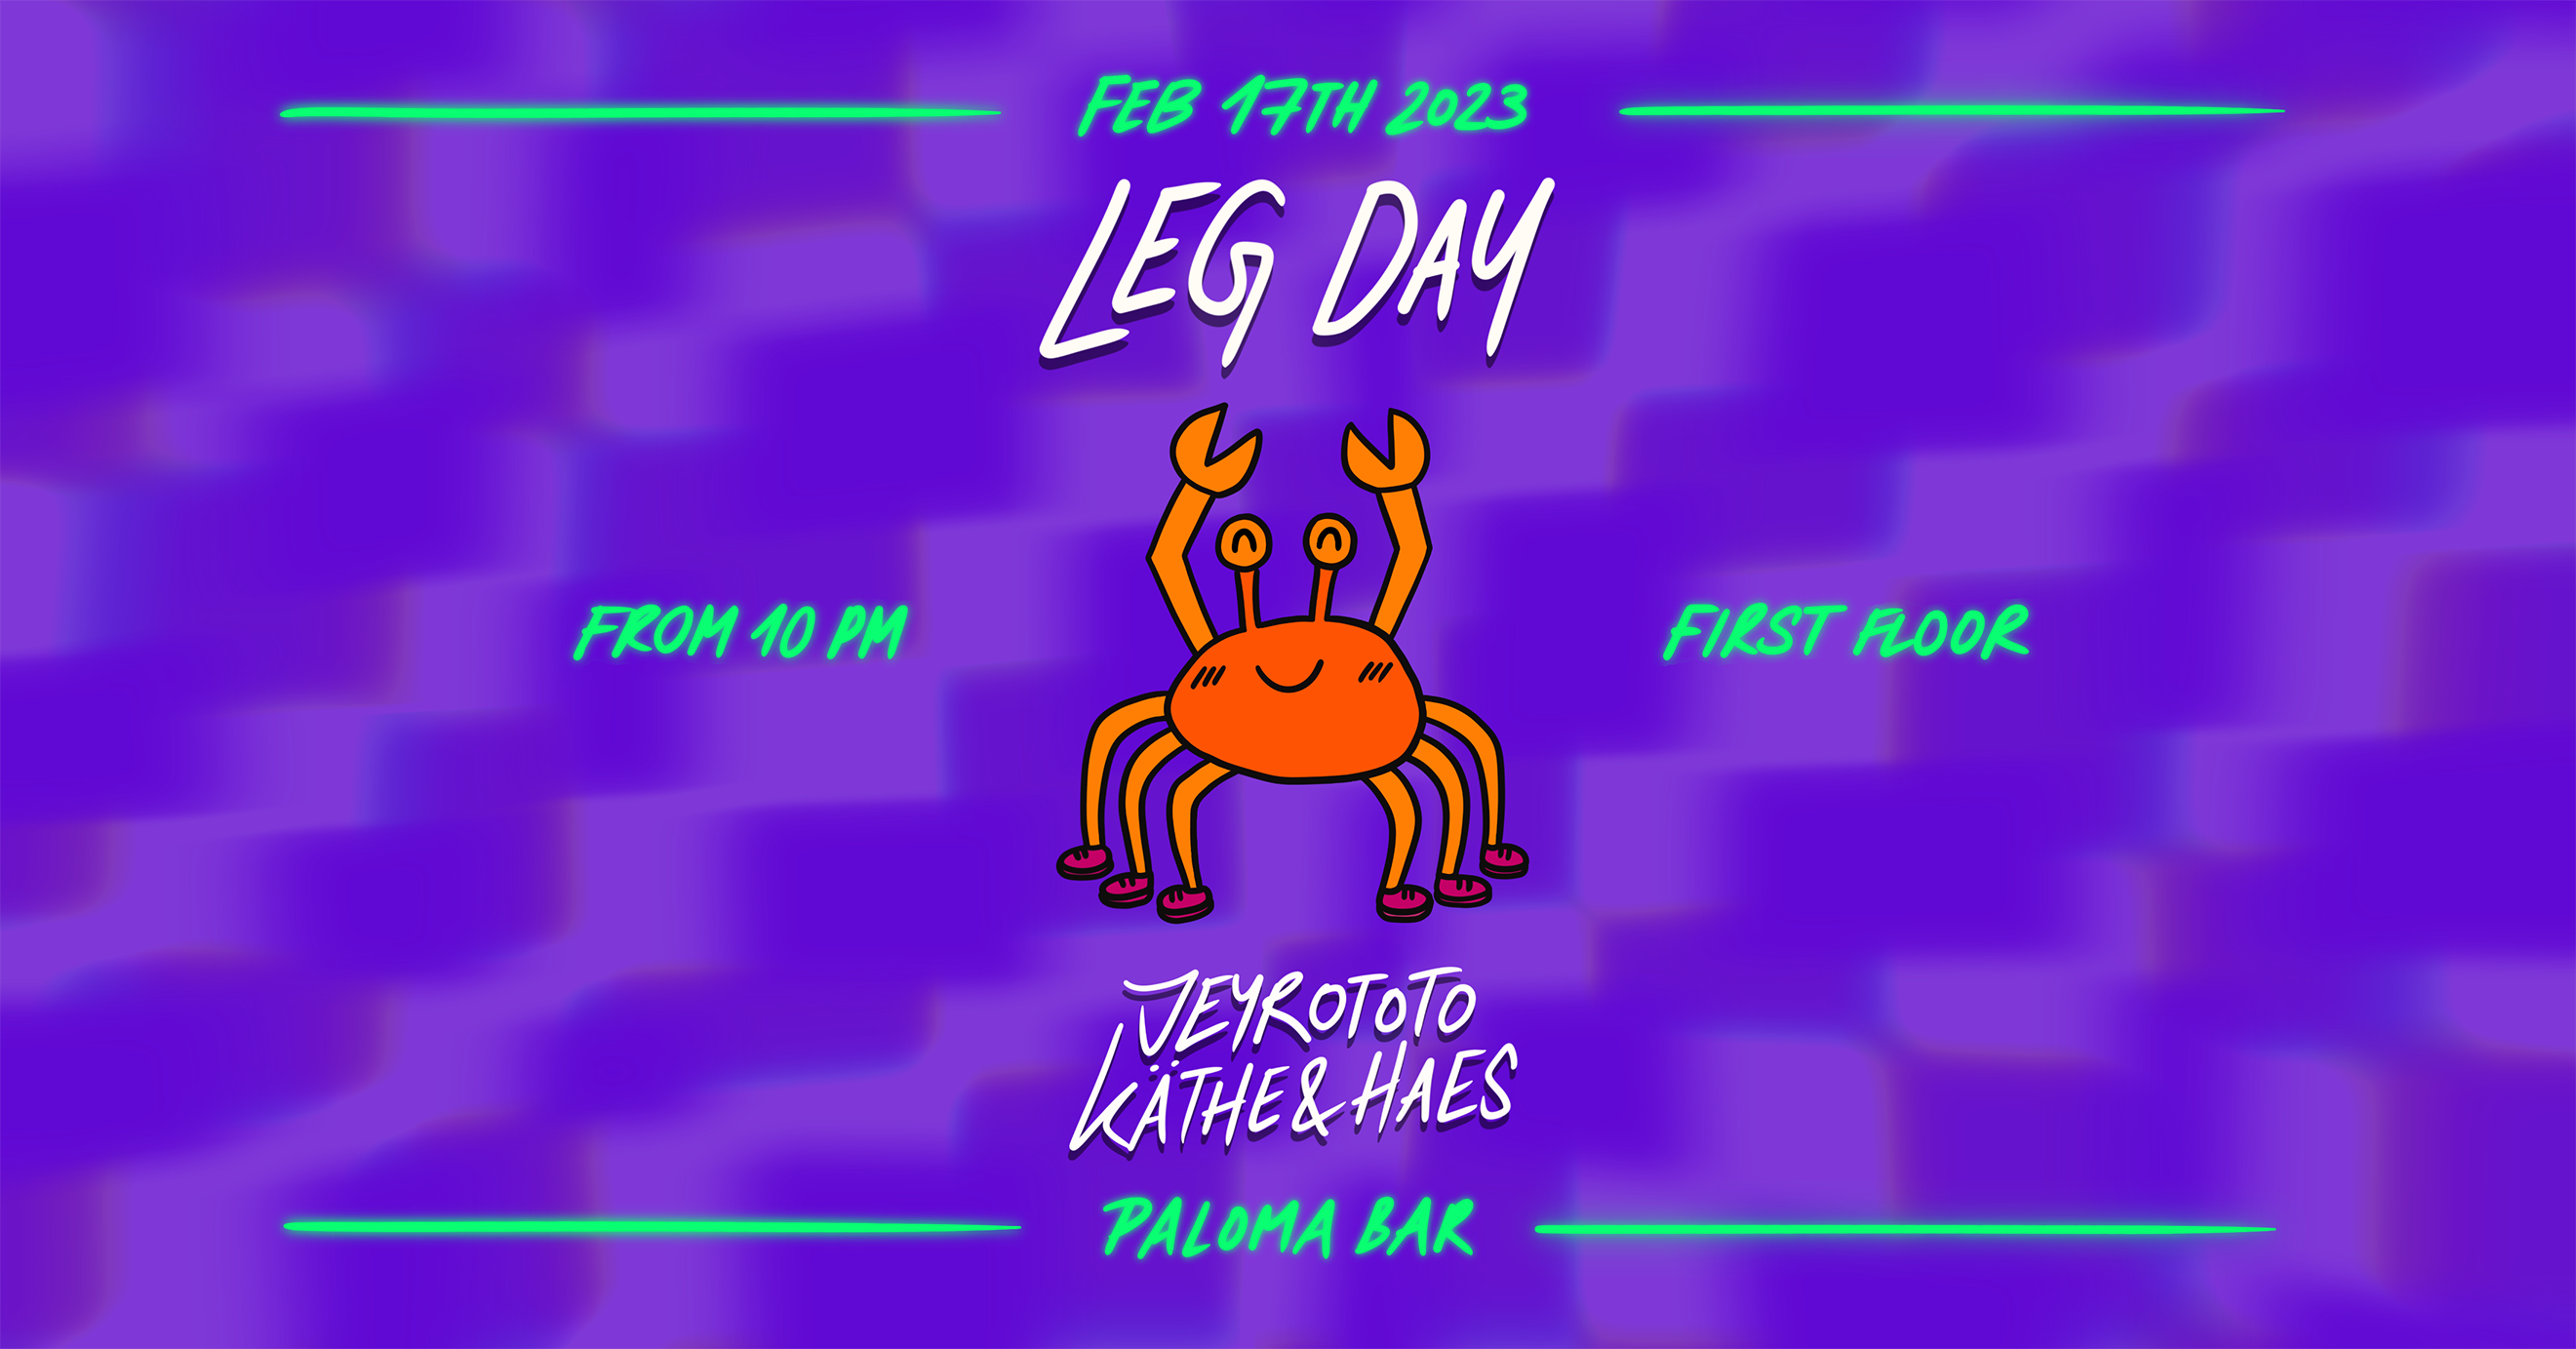 FEB 17TH 2023
LEG DAY
FROM 10 PM
FIRST FLOOR
JEYROTOTO
KÄTHE & HAES
PALOMA BAR